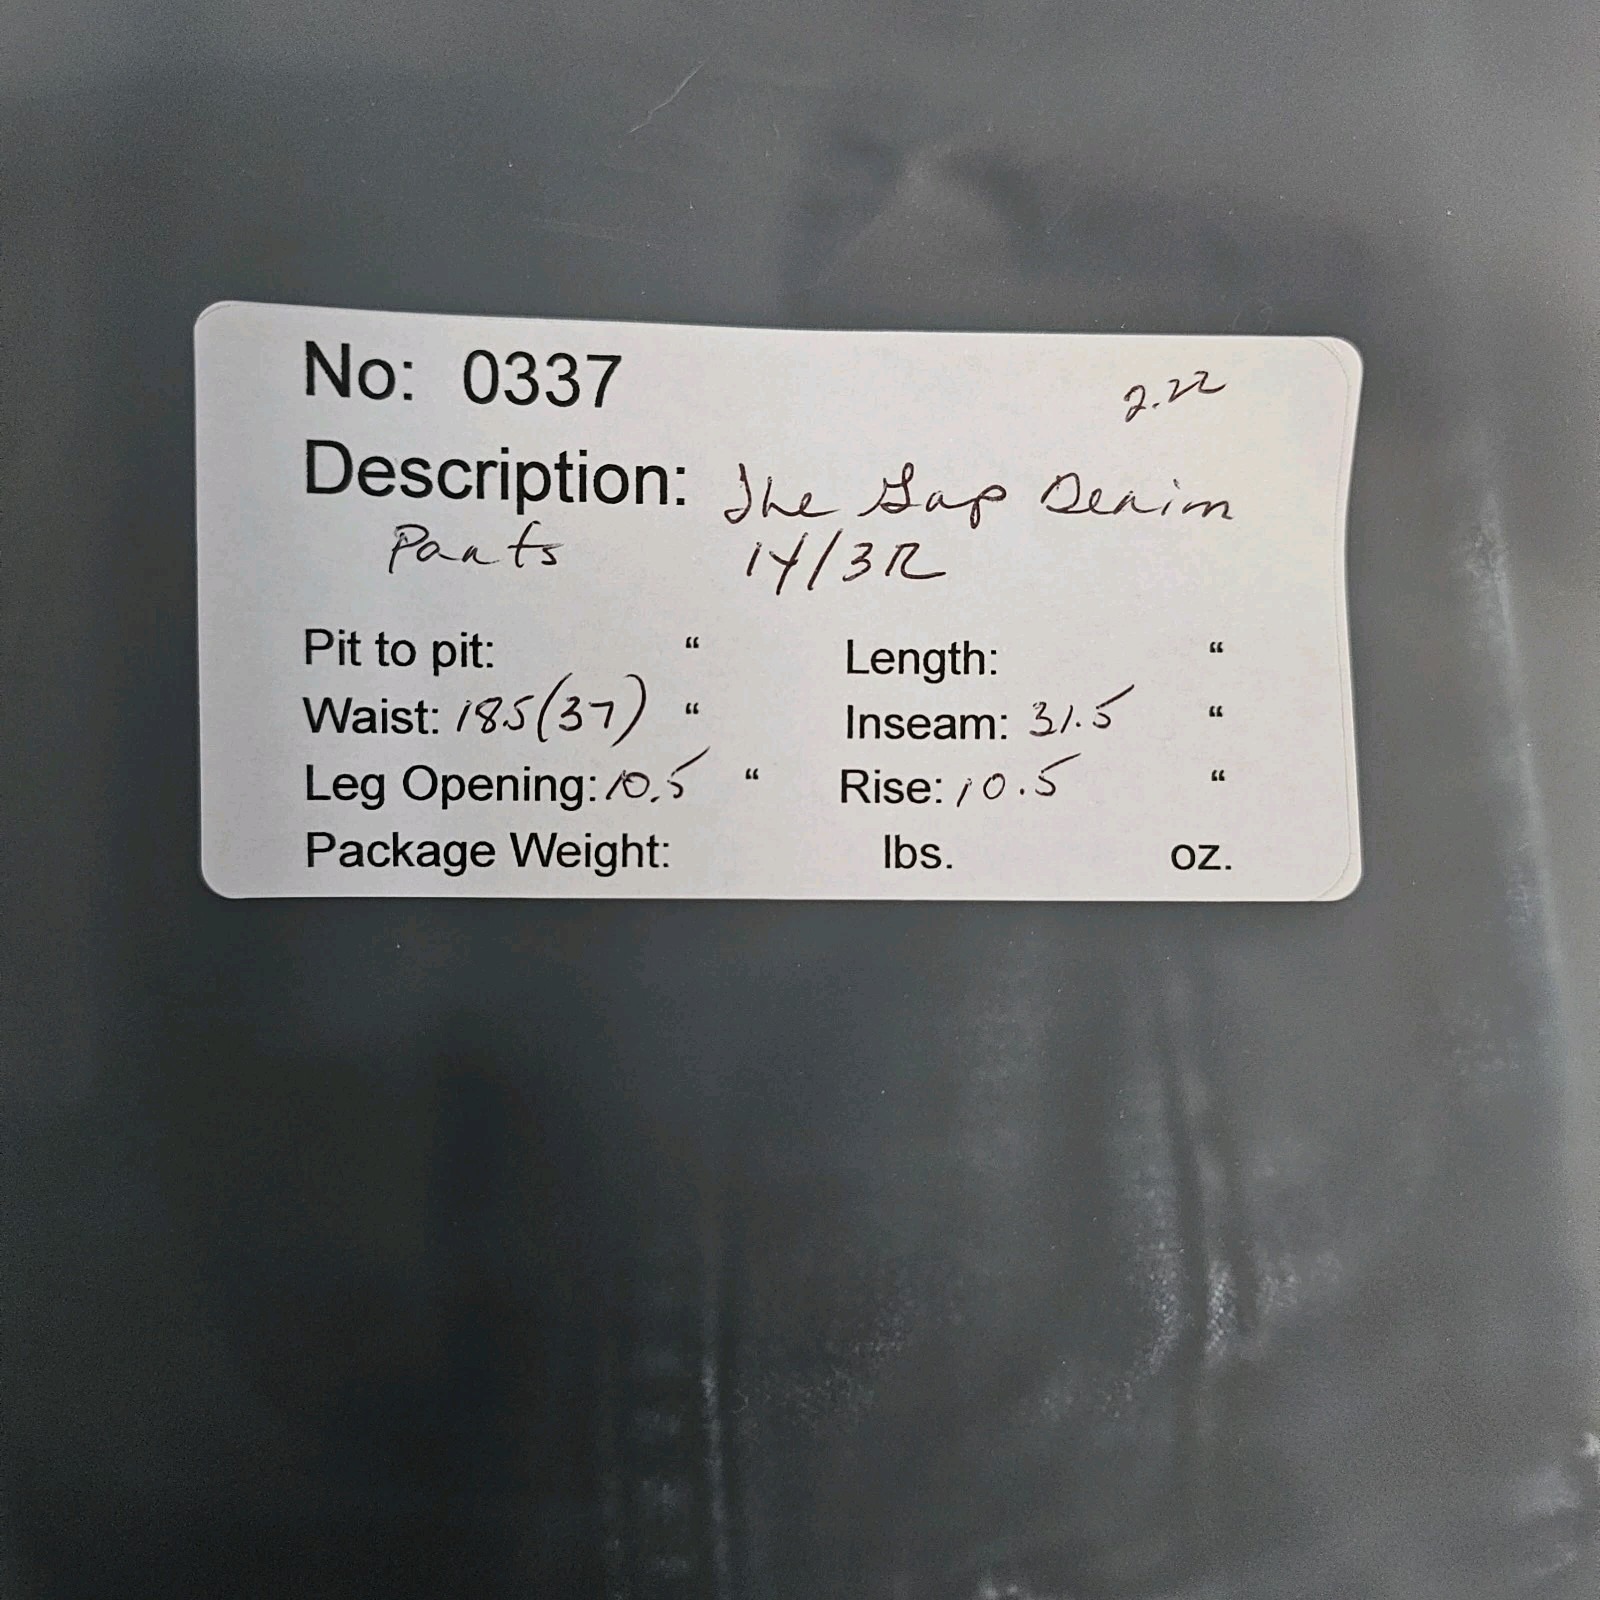 No: 0337 2.22
Description: The Gap Denim
Pants 14/32
Pit to pit: “ Length: “
Waist: 18.5(37) “ Inseam: 31.5 “
Leg Opening: 10.5 “ Rise: 10.5 “
Package Weight: lbs. oz.